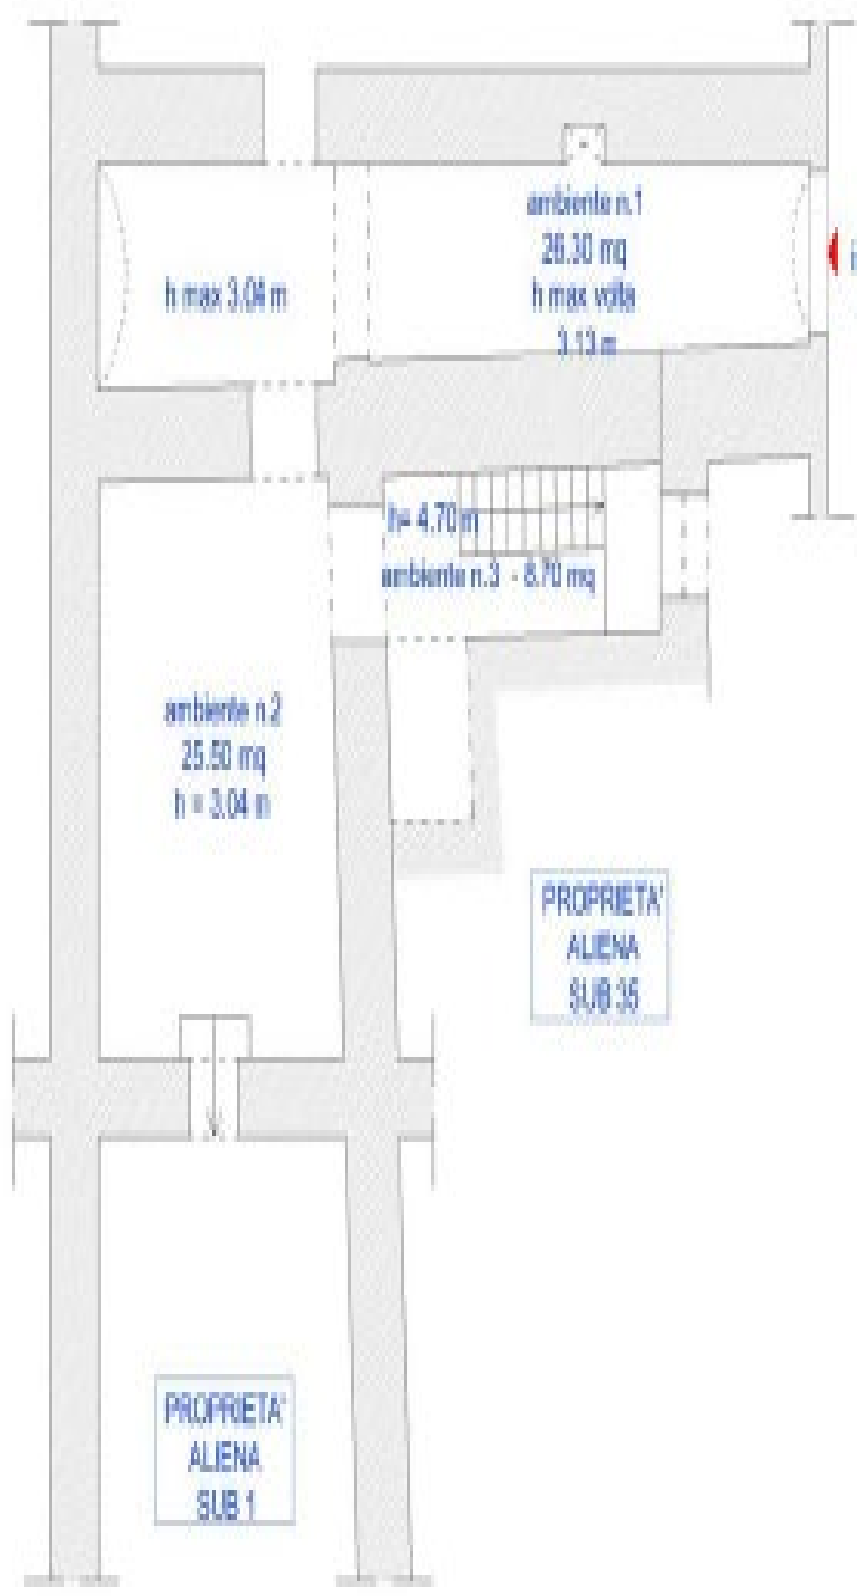 ambiente n.1
26.30 mq
h max volta
3.13 m
h max 3.04 m
h= 4.70 m
ambiente n.3 - 8.70 mq
ambiente n.2
25.50 mq
h = 3.04 m
PROPRIETA'
ALIENA
SUB 35
PROPRIETA'
ALIENA
SUB 1